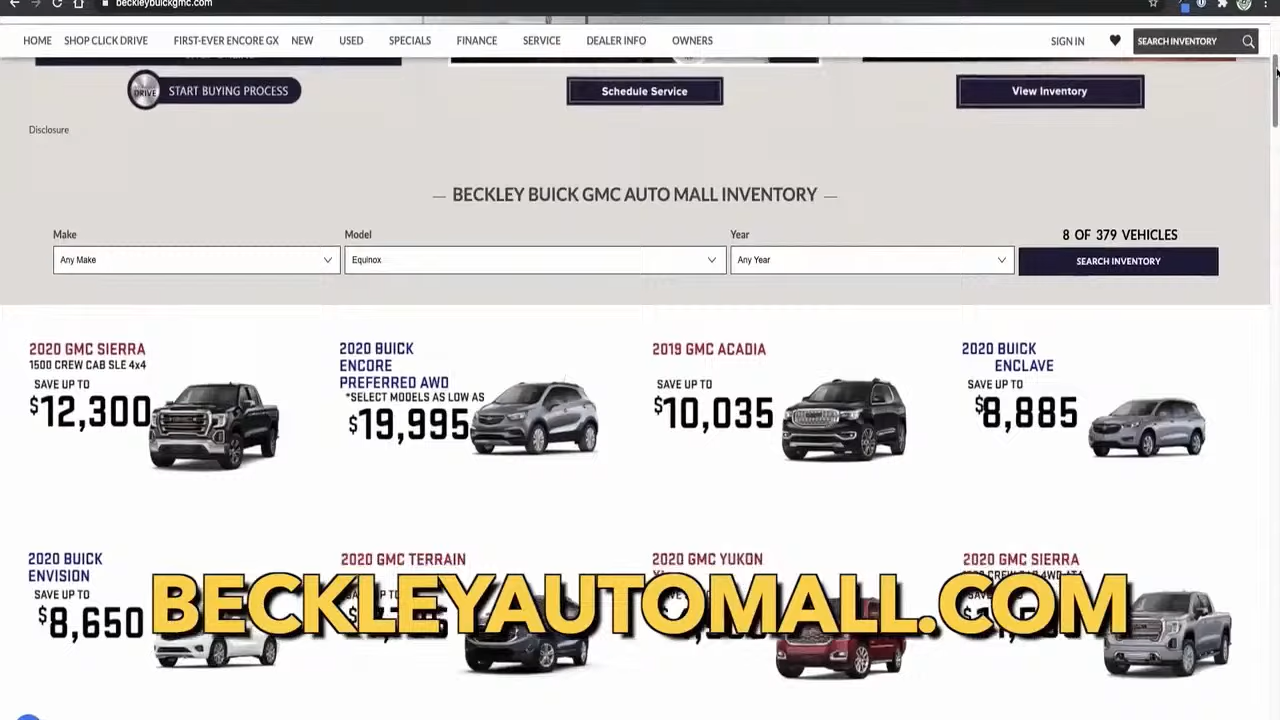 beckleybuickgmc.com
HOME SHOP CLICK DRIVE FIRST-EVER ENCORE GX NEW USED SPECIALS FINANCE SERVICE DEALER INFO OWNERS SIGN IN SEARCH INVENTORY
DRIVE START BUYING PROCESS Schedule Service View Inventory
Disclosure
— BECKLEY BUICK GMC AUTO MALL INVENTORY —
Make Model Year 8 OF 379 VEHICLES
Any Make Equinox Any Year SEARCH INVENTORY
2020 GMC SIERRA
1500 CREW CAB SLE 4x4
SAVE UP TO
$12,300
2020 BUICK
ENCORE
PREFERRED AWD
*SELECT MODELS AS LOW AS
$19,995
2019 GMC ACADIA
SAVE UP TO
$10,035
2020 BUICK
ENCLAVE
SAVE UP TO
$8,885
2020 BUICK
ENVISION
SAVE UP TO
$8,650
2020 GMC TERRAIN
2020 GMC YUKON
2020 GMC SIERRA
BECKLEYAUTOMALL.COM